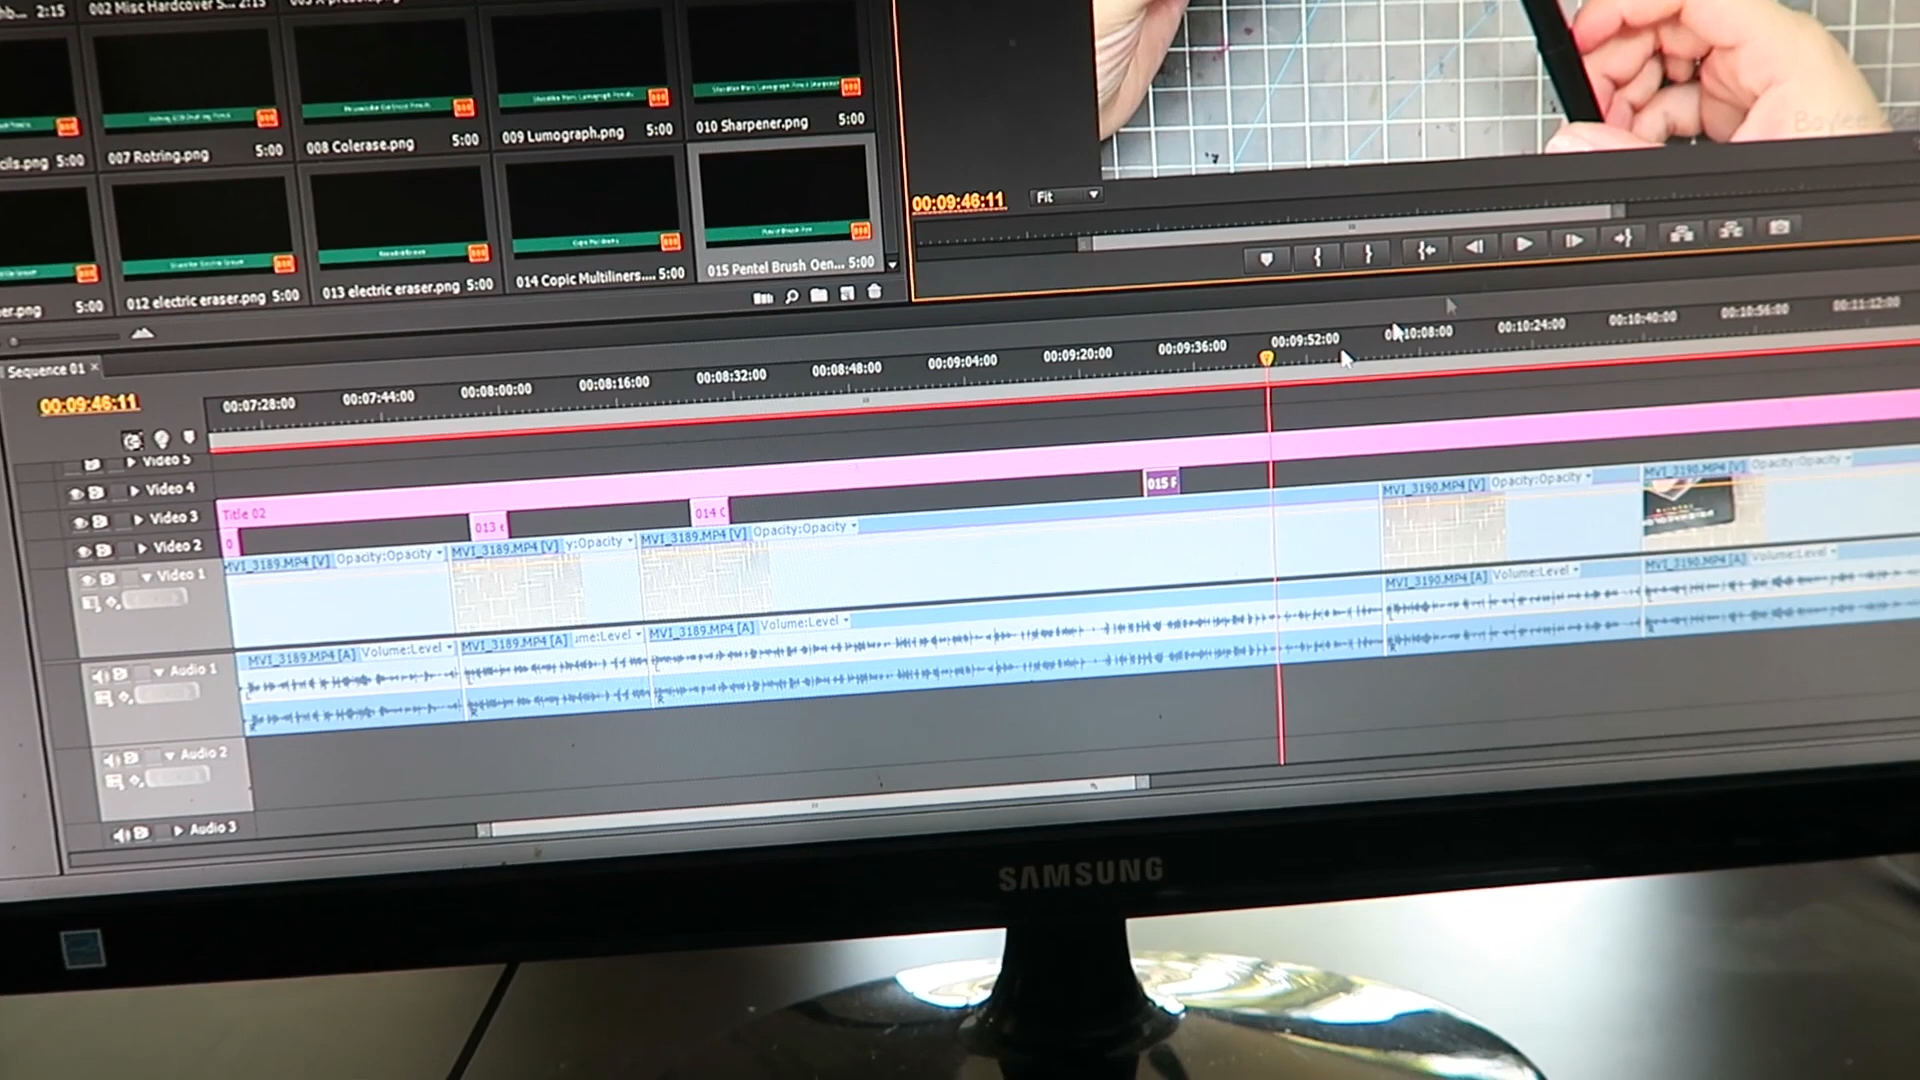 2:15
002 Misc Hardcover S... 2:15
cils.png 5:00
007 Rotring.png 5:00
008 Colerase.png 5:00
009 Lumograph.png 5:00
010 Sharpener.png 5:00
er.png 5:00
012 electric eraser.png 5:00
013 electric eraser.png 5:00
014 Copic Multiliners.... 5:00
015 Pentel Brush Oen... 5:00
00:09:46:11
Fit
Sequence 01
00:09:46:11
00:07:28:00
00:07:44:00
00:08:00:00
00:08:16:00
00:08:32:00
00:08:48:00
00:09:04:00
00:09:20:00
00:09:36:00
00:09:52:00
00:10:08:00
00:10:24:00
00:10:40:00
00:10:56:00
00:11:12:00
Video 5
Video 4
Video 3
Video 2
Video 1
Title 02
0
013 e
014 C
015 F
MVI_3189.MP4 [V] Opacity:Opacity
MVI_3189.MP4 [V] y:Opacity
MVI_3189.MP4 [V] Opacity:Opacity
MVI_3190.MP4 [V] Opacity:Opacity
MVI_3190.MP4 [V] Opacity:Opacity
Audio 1
MVI_3189.MP4 [A] Volume:Level
MVI_3189.MP4 [A] ume:Level
MVI_3189.MP4 [A] Volume:Level
MVI_3190.MP4 [A] Volume:Level
MVI_3190.MP4 [A] Volume:Level
Audio 2
Audio 3
SAMSUNG